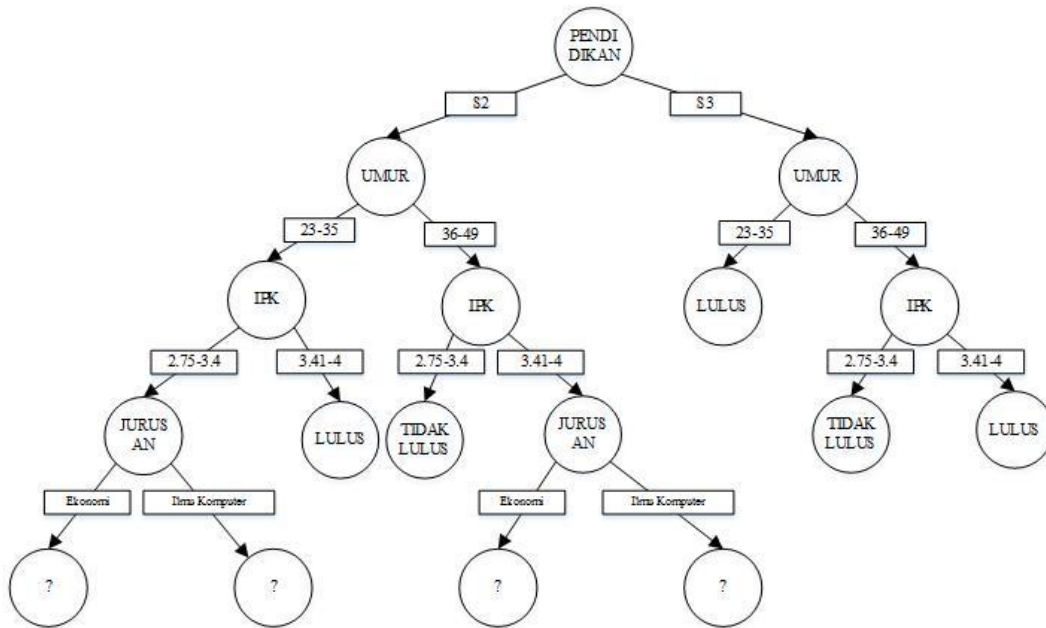 PENDI
DIKAN
S2
S3
UMUR
UMUR
23-35
36-49
23-35
36-49
IPK
IPK
LULUS
IPK
2.75-3.4
3.41-4
2.75-3.4
3.41-4
2.75-3.4
3.41-4
JURUS
AN
LULUS
TIDAK
LULUS
JURUS
AN
TIDAK
LULUS
LULUS
Ekonomi
Ilmu Komputer
Ekonomi
Ilmu Komputer
?
?
?
?